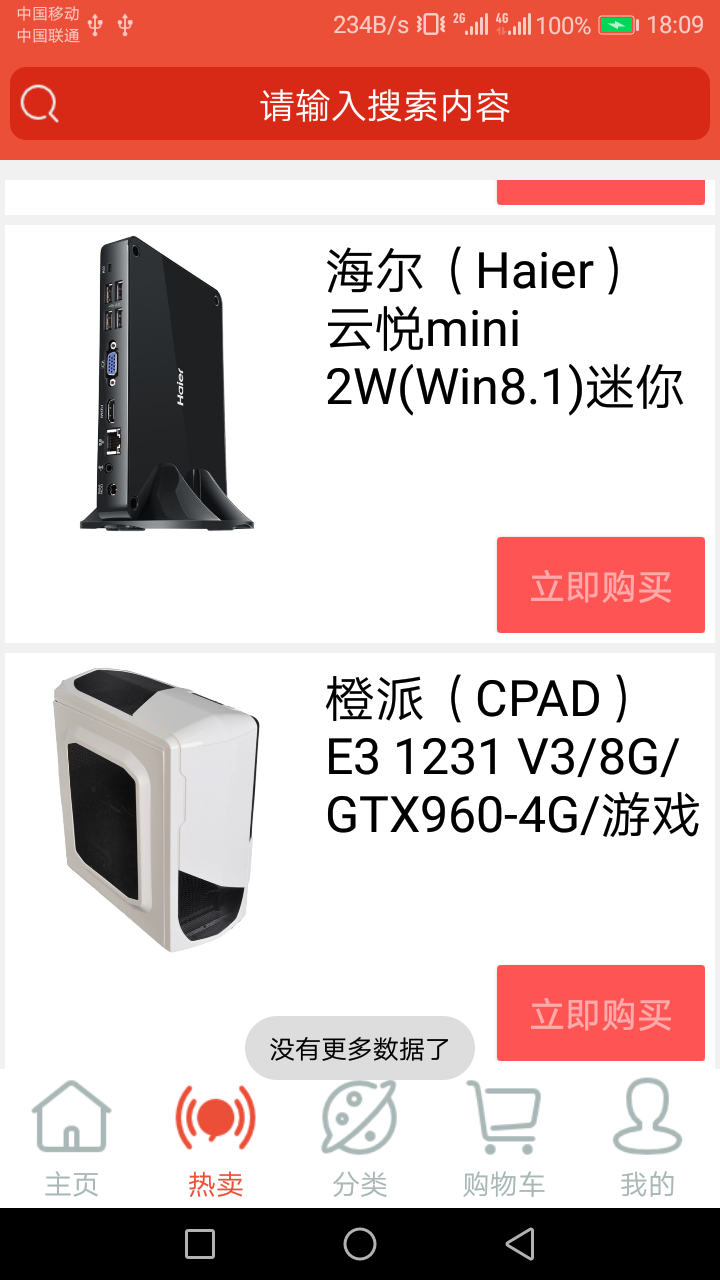 中国移动
中国联通
234B/s 2G 4G 100% 18:09
请输入搜索内容
海尔（Haier）
云悦mini
2W(Win8.1)迷你
Haier
立即购买
橙派（CPAD）
E3 1231 V3/8G/
GTX960-4G/游戏
立即购买
没有更多数据了
主页
热卖
分类
购物车
我的